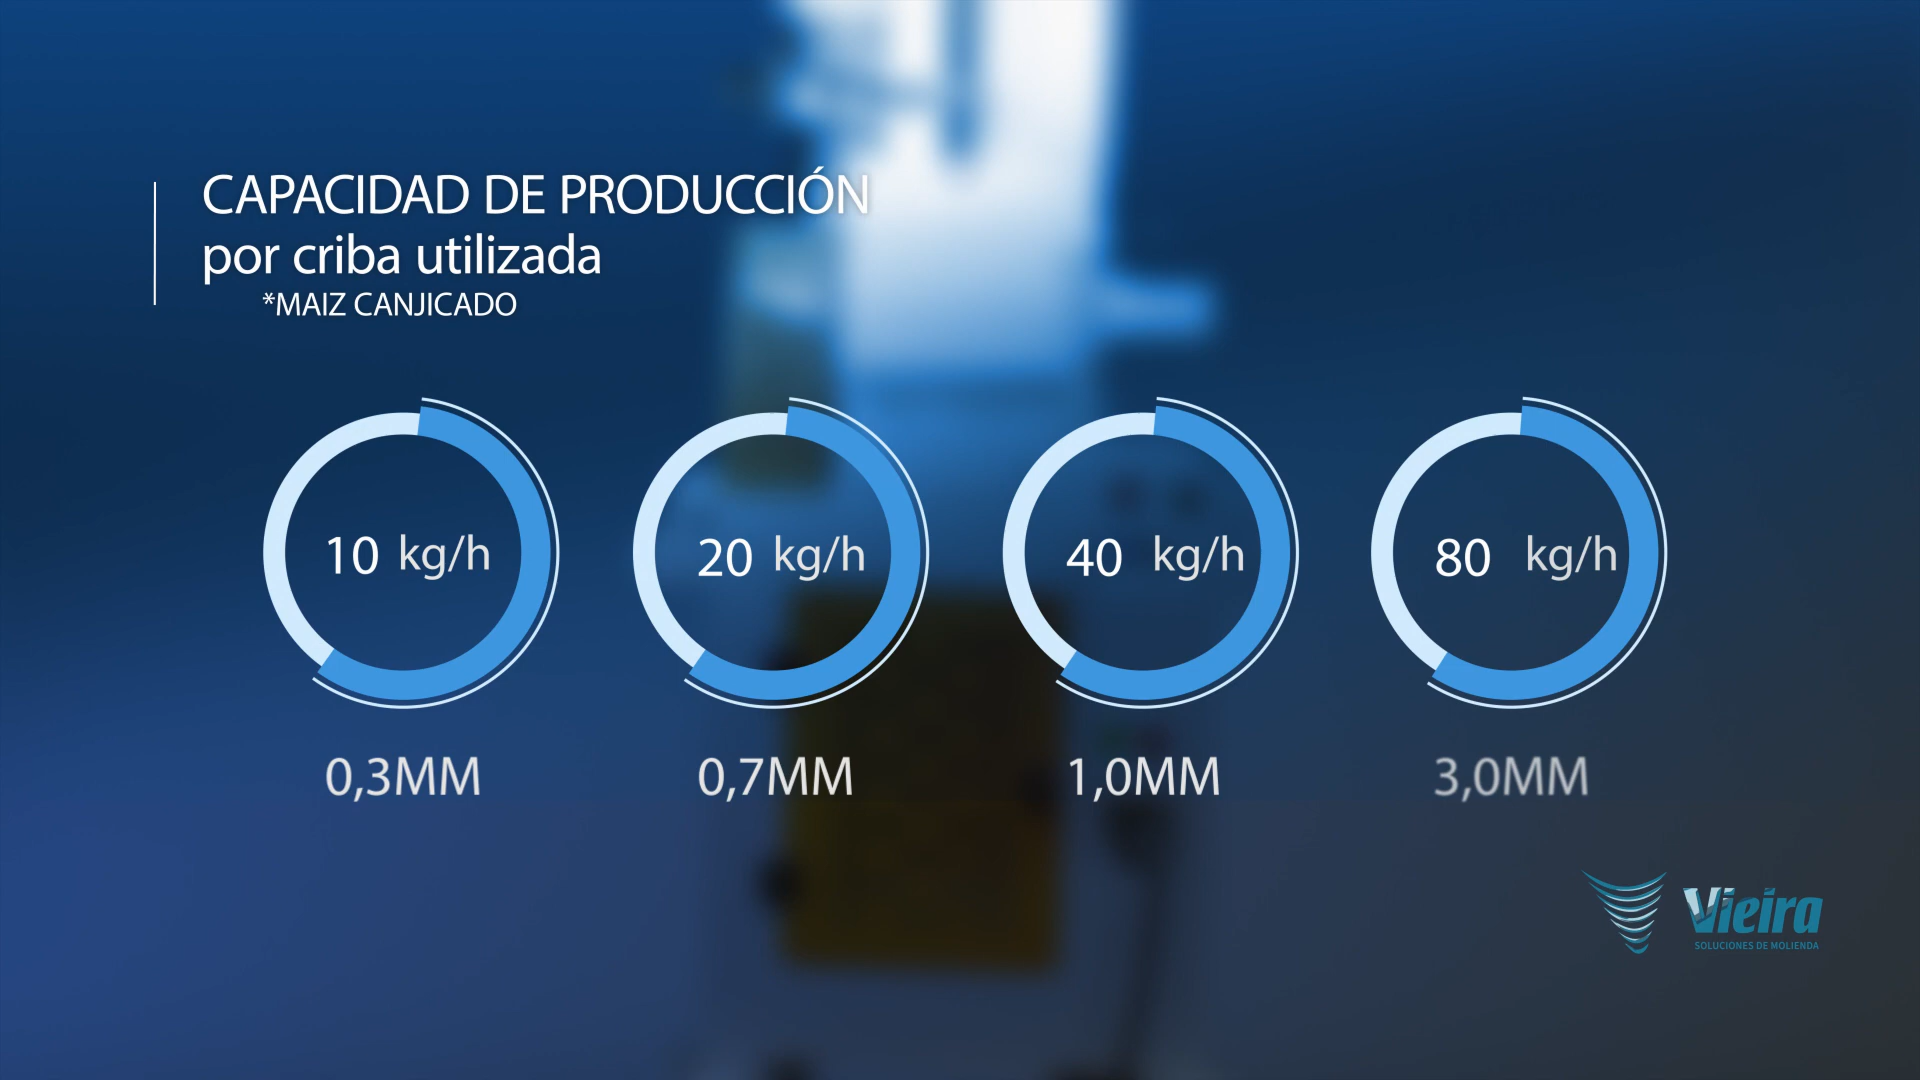 CAPACIDAD DE PRODUCCIÓN
por criba utilizada
*MAIZ CANJICADO
10 kg/h
20 kg/h
40 kg/h
80 kg/h
0,3MM
0,7MM
1,0MM
3,0MM
Vieira
SOLUCIONES DE MOLIENDA